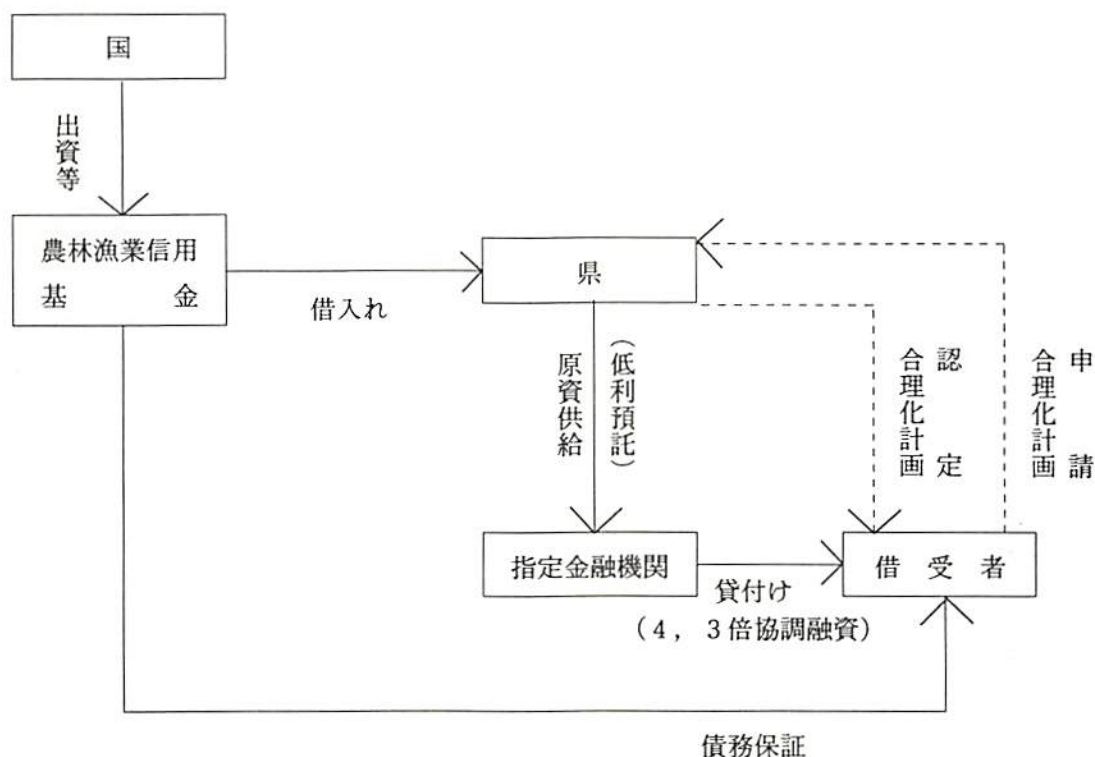 国
出資等
農林漁業信用
基金
借入れ
県
原資供給
（低利預託）
合理化計画
認定
合理化計画
申請
指定金融機関
貸付け
（４，３倍協調融資）
借受者
債務保証